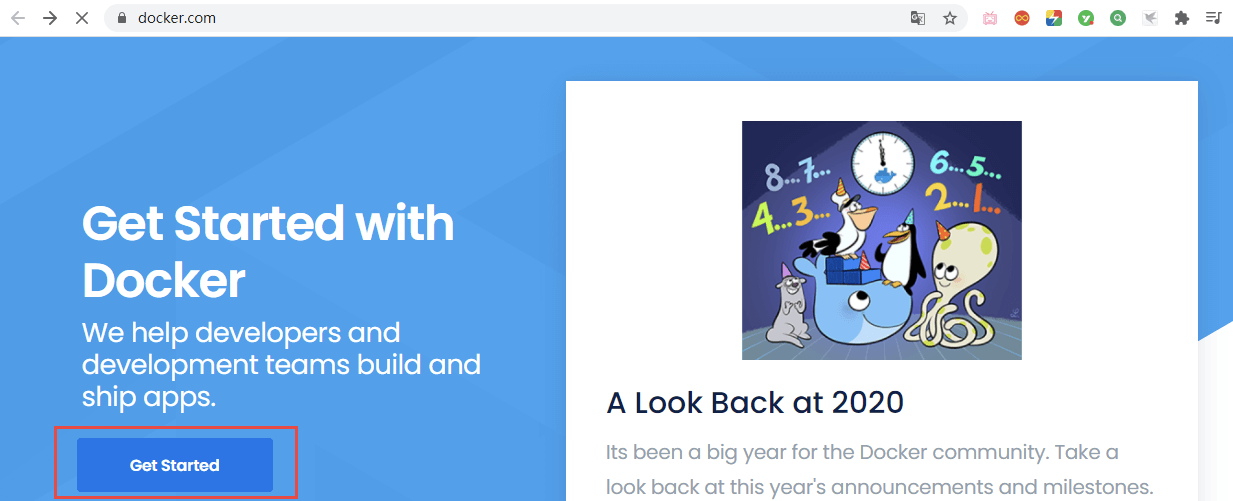 docker.com
Get Started with
Docker
We help developers and
development teams build and
ship apps.
Get Started
8...7...
6...5...
4...3...
2...1...
A Look Back at 2020
Its been a big year for the Docker community. Take a
look back at this year's announcements and milestones.